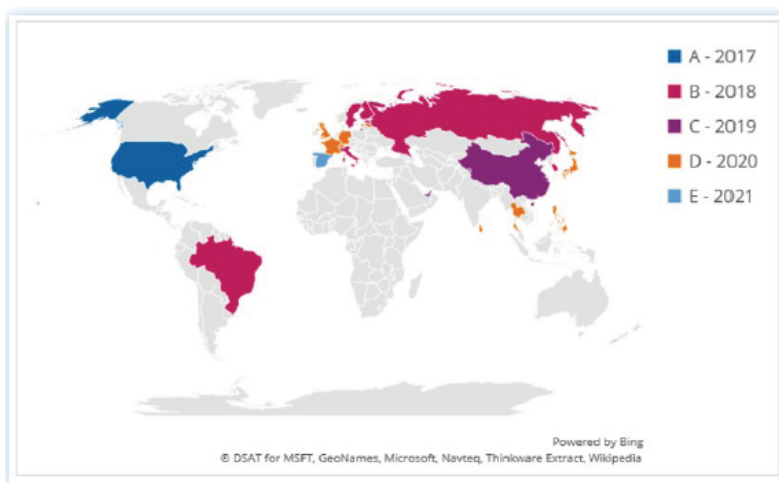 A - 2017
B - 2018
C - 2019
D - 2020
E - 2021
Powered by Bing
© DSAT for MSFT, GeoNames, Microsoft, Navteq, Thinkware Extract, Wikipedia